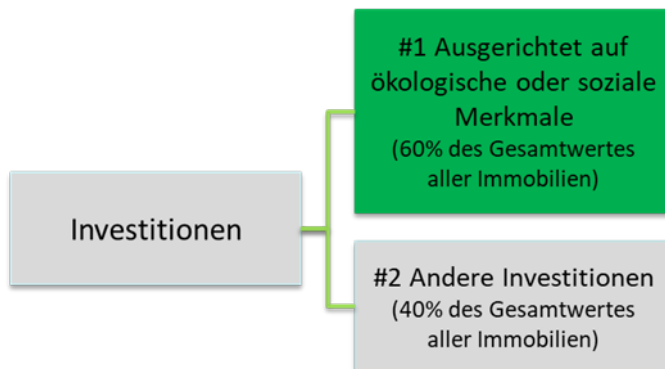 #1 Ausgerichtet auf
ökologische oder soziale
Merkmale
(60% des Gesamtwertes
aller Immobilien)
Investitionen
#2 Andere Investitionen
(40% des Gesamtwertes
aller Immobilien)